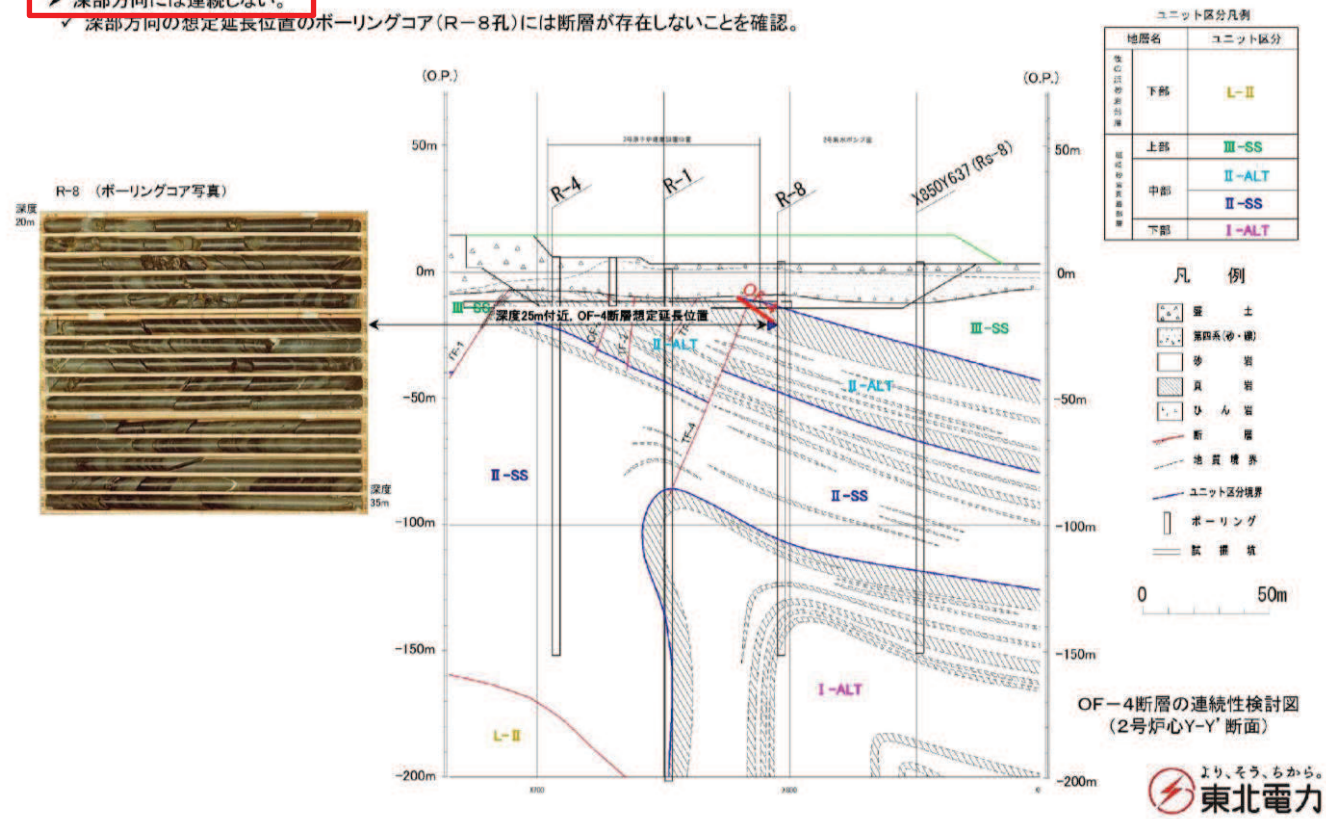 ➤ 深部方向には連続しない。
✓ 深部方向の想定延長位置のボーリングコア(R-8孔)には断層が存在しないことを確認。
ユニット区分凡例
地層名 ユニット区分
下部 L-Ⅱ
上部 Ⅲ-SS
中部 Ⅱ-ALT
Ⅱ-SS
下部 Ⅰ-ALT
(O.P.)
(O.P.)
50m
50m
R-4
R-1
R-8
X850Y637(Rs-8)
R-8 (ボーリングコア写真)
深度
20m
深度
35m
0m
0m
Ⅲ-SS
深度25m付近,OF-4断層想定延長位置
Ⅲ-SS
TF-1
TF-2
Ⅱ-ALT
Ⅱ-ALT
-50m
-50m
TF-4
Ⅱ-SS
Ⅱ-SS
-100m
-100m
-150m
-150m
Ⅰ-ALT
L-Ⅱ
-200m
-200m
凡 例
盛 土
第四系(砂・礫)
砂 岩
頁 岩
ひ ん 岩
断 層
地 質 境 界
ユニット区分境界
ボ ー リ ン グ
試 掘 坑
0 50m
OF-4断層の連続性検討図
(2号炉心Y-Y'断面)
より、そう、ちから。
東北電力